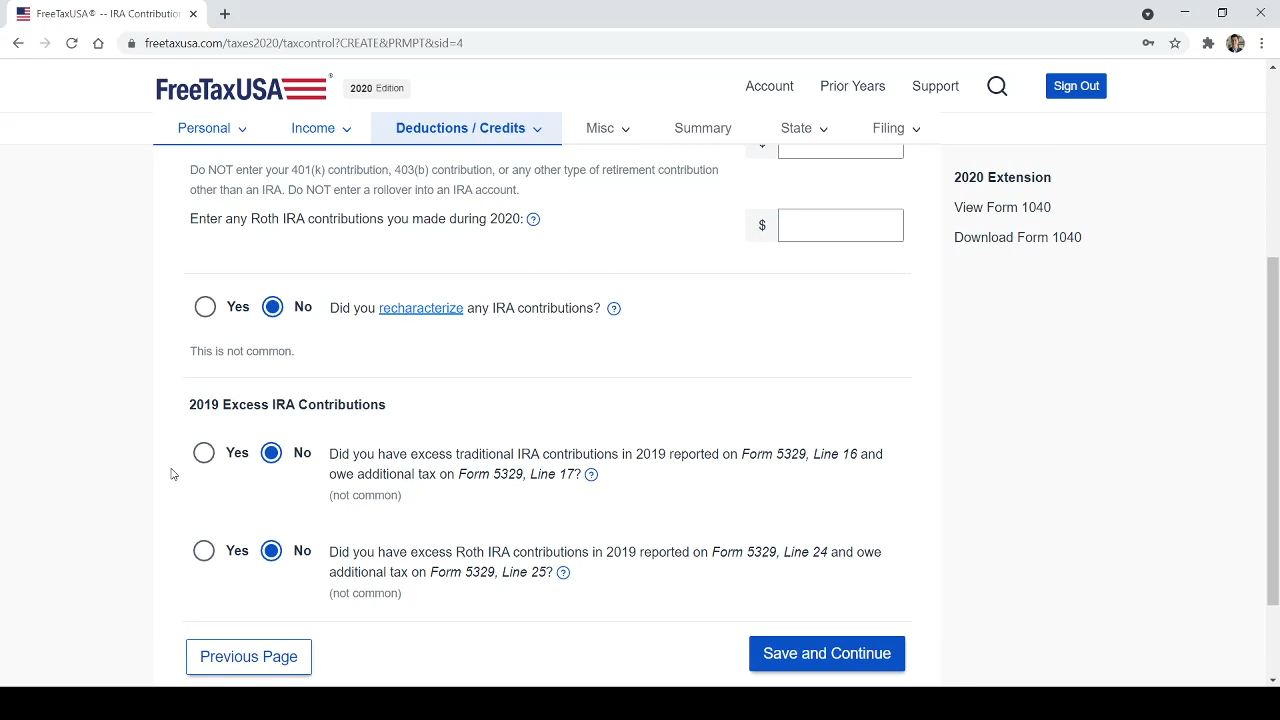 FreeTaxUSA® -- IRA Contribution
freetaxusa.com/taxes2020/taxcontrol?CREATE&PRMPT&sid=4
FreeTaxUSA®
2020 Edition
Account
Prior Years
Support
Sign Out
Personal
Income
Deductions / Credits
Misc
Summary
State
Filing
$
Do NOT enter your 401(k) contribution, 403(b) contribution, or any other type of retirement contribution
other than an IRA. Do NOT enter a rollover into an IRA account.
Enter any Roth IRA contributions you made during 2020: ?
$
Yes No Did you recharacterize any IRA contributions? ?
This is not common.
2019 Excess IRA Contributions
Yes No Did you have excess traditional IRA contributions in 2019 reported on Form 5329, Line 16 and
owe additional tax on Form 5329, Line 17? ?
(not common)
Yes No Did you have excess Roth IRA contributions in 2019 reported on Form 5329, Line 24 and owe
additional tax on Form 5329, Line 25? ?
(not common)
Previous Page
Save and Continue
2020 Extension
View Form 1040
Download Form 1040